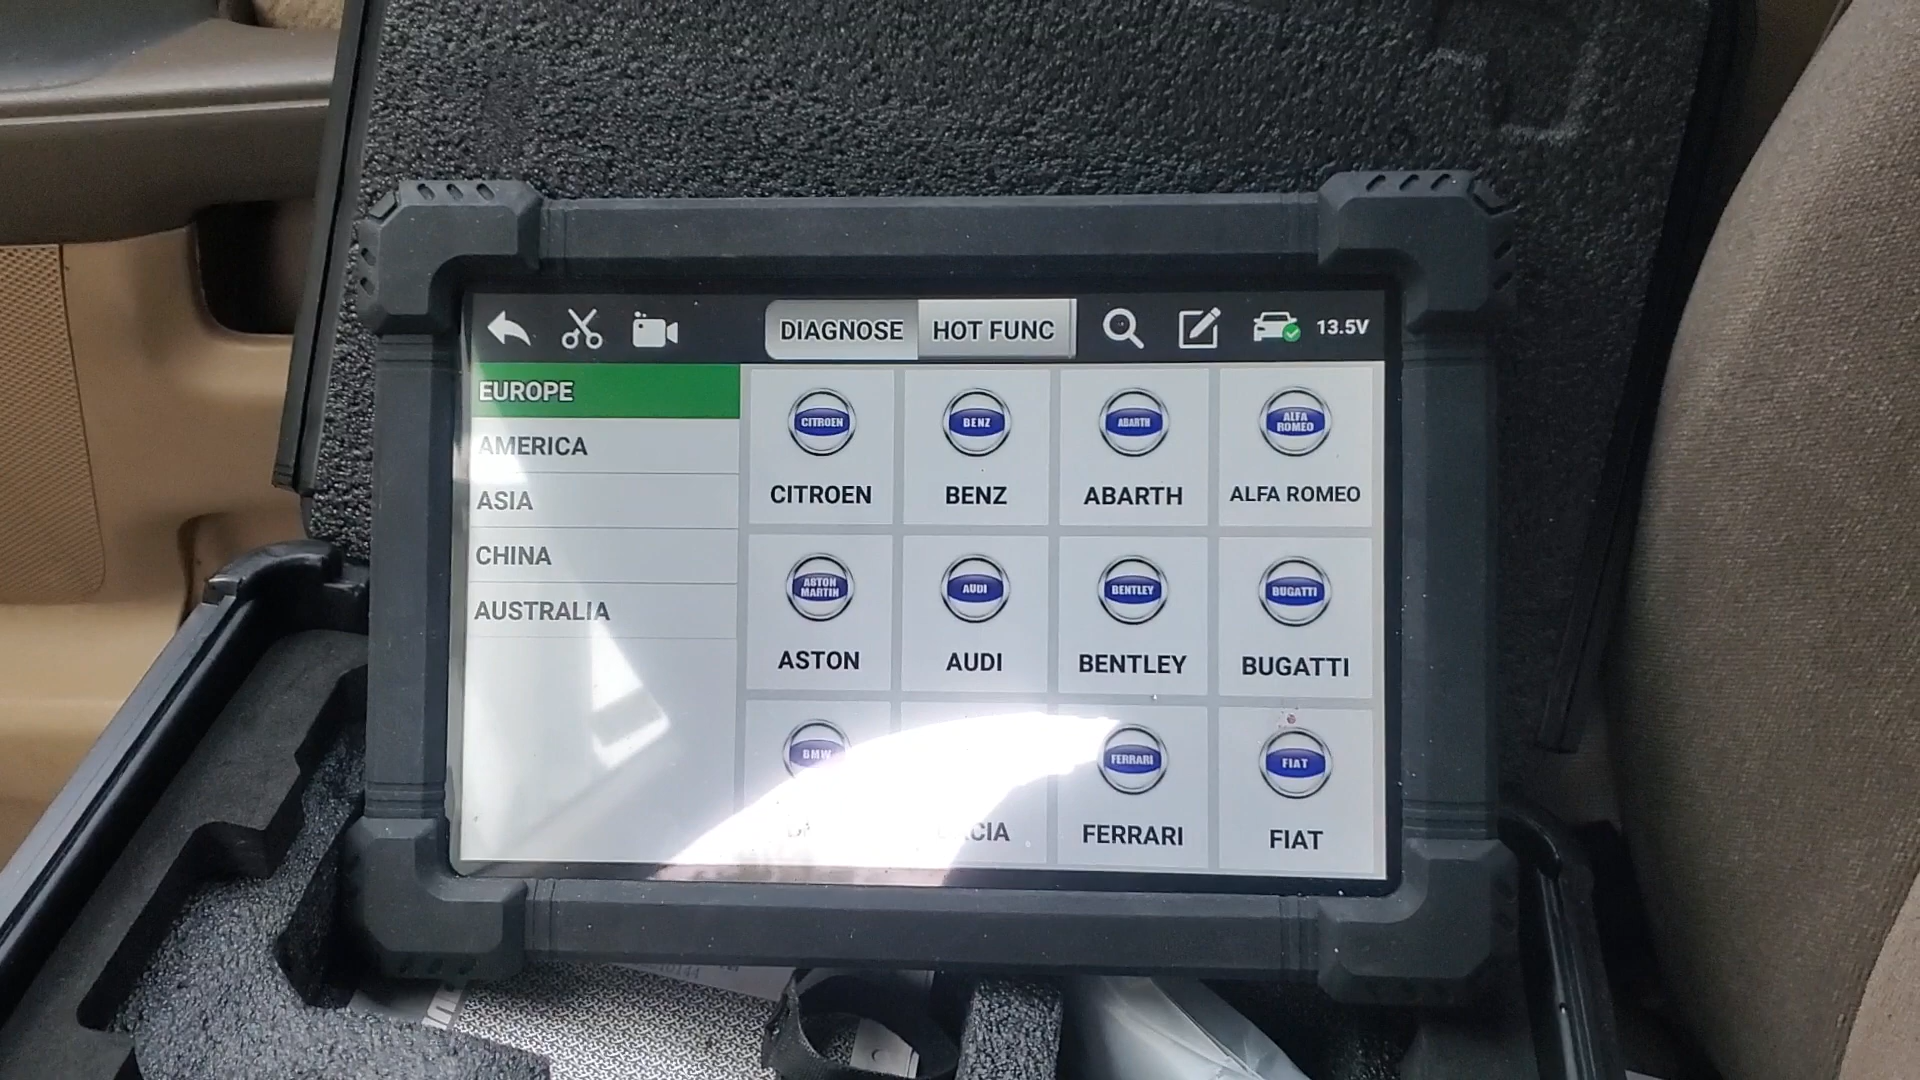 DIAGNOSE HOT FUNC 13.5V
EUROPE
AMERICA
ASIA
CHINA
AUSTRALIA
CITROEN BENZ ABARTH ALFA
ROMEO
CITROEN BENZ ABARTH ALFA ROMEO
ASTON
MARTIN AUDI BENTLEY BUGATTI
ASTON AUDI BENTLEY BUGATTI
BMW FERRARI FIAT
FERRARI FIAT